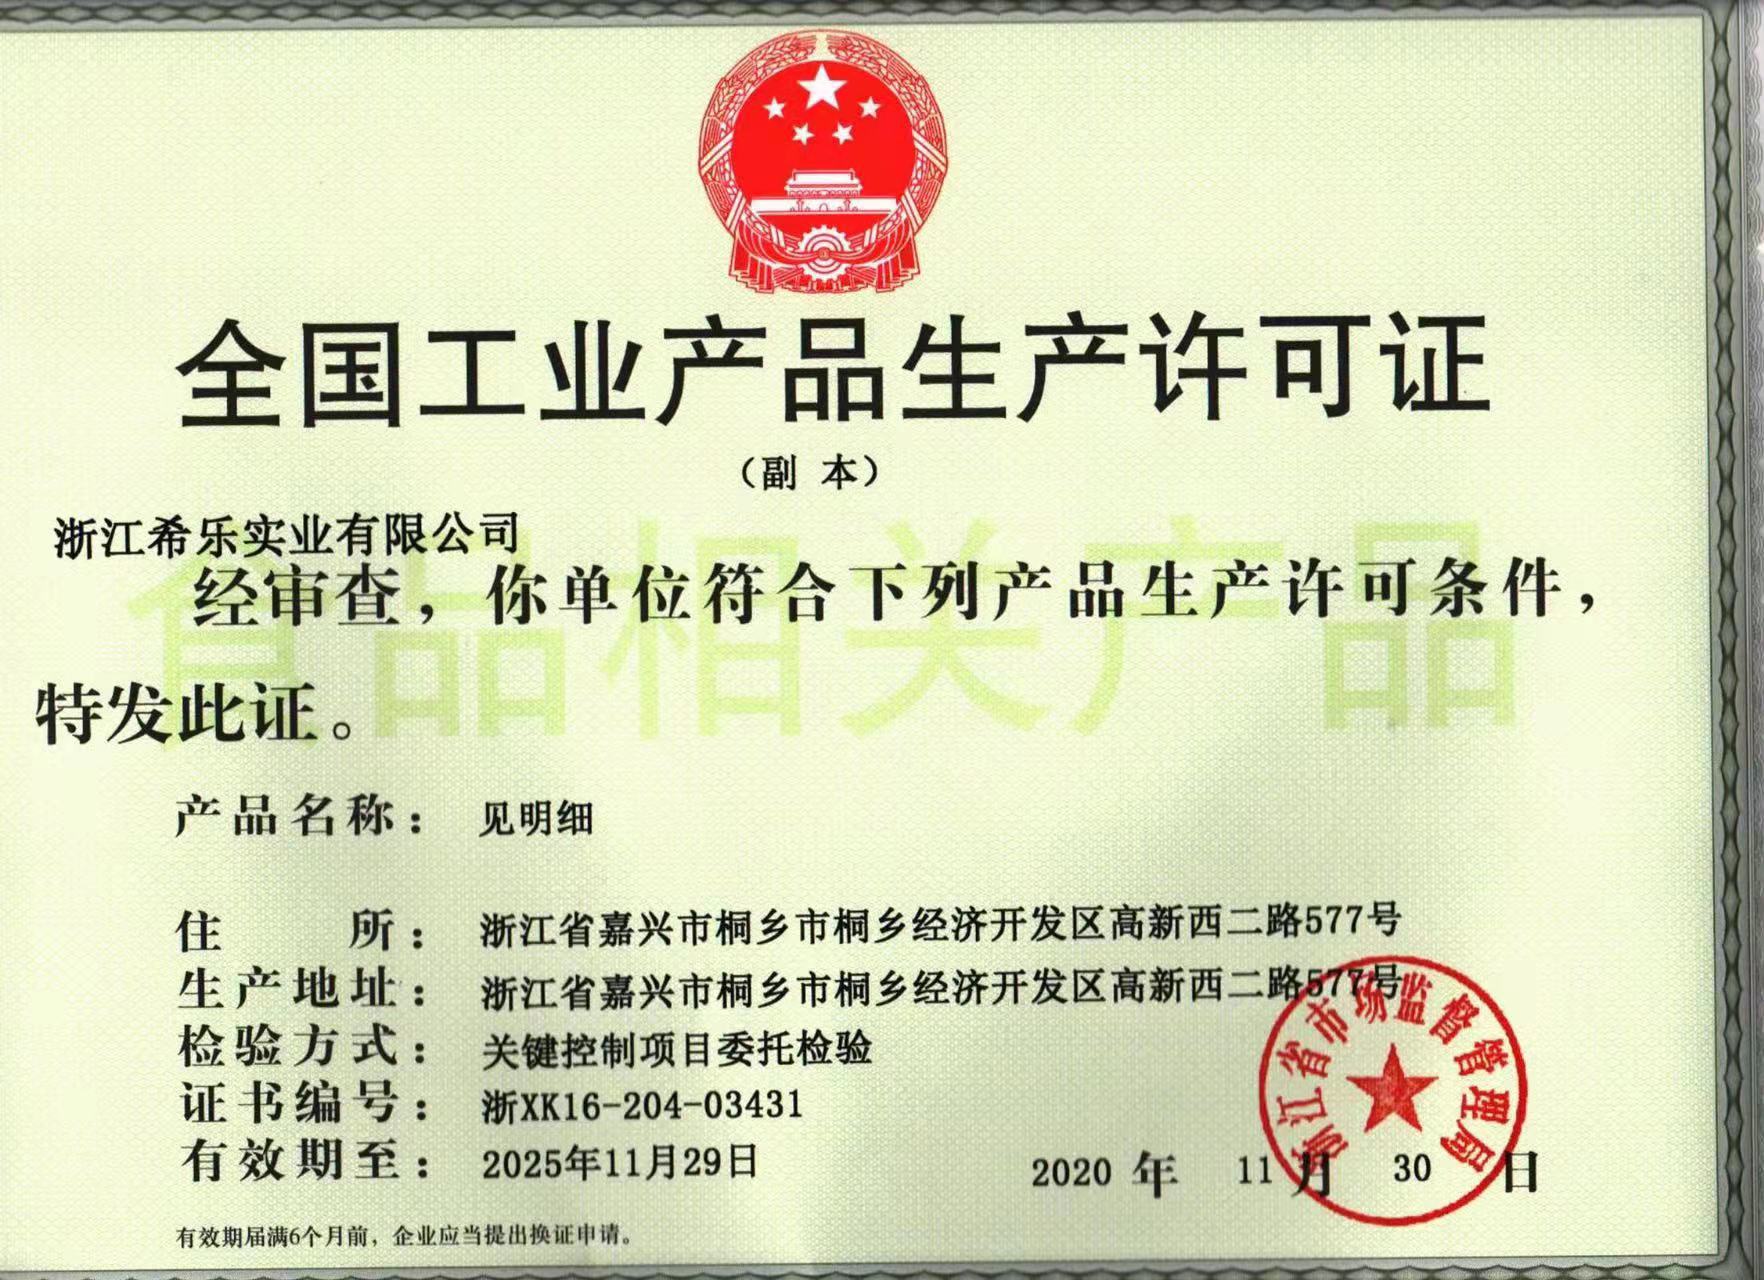 全国工业产品生产许可证
（副 本）
浙江希乐实业有限公司
经审查，你单位符合下列产品生产许可条件，
特发此证。
食品相关产品
产品名称： 见明细
住 所： 浙江省嘉兴市桐乡市桐乡经济开发区高新西二路577号
生产地址： 浙江省嘉兴市桐乡市桐乡经济开发区高新西二路577号
检验方式： 关键控制项目委托检验
证书编号： 浙XK16-204-03431
有效期至： 2025年11月29日
2020 年 11 月 30 日
浙江省市场监督管理局
有效期届满6个月前，企业应当提出换证申请。